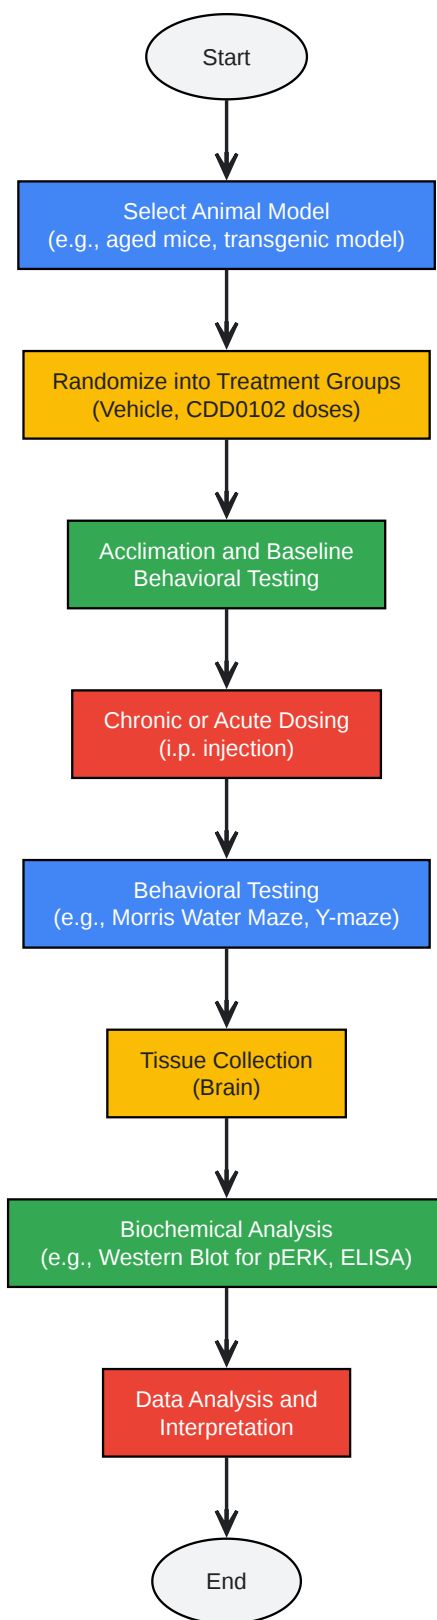 Start
Select Animal Model
(e.g., aged mice, transgenic model)
Randomize into Treatment Groups
(Vehicle, CDD0102 doses)
Acclimation and Baseline
Behavioral Testing
Chronic or Acute Dosing
(i.p. injection)
Behavioral Testing
(e.g., Morris Water Maze, Y-maze)
Tissue Collection
(Brain)
Biochemical Analysis
(e.g., Western Blot for pERK, ELISA)
Data Analysis and
Interpretation
End